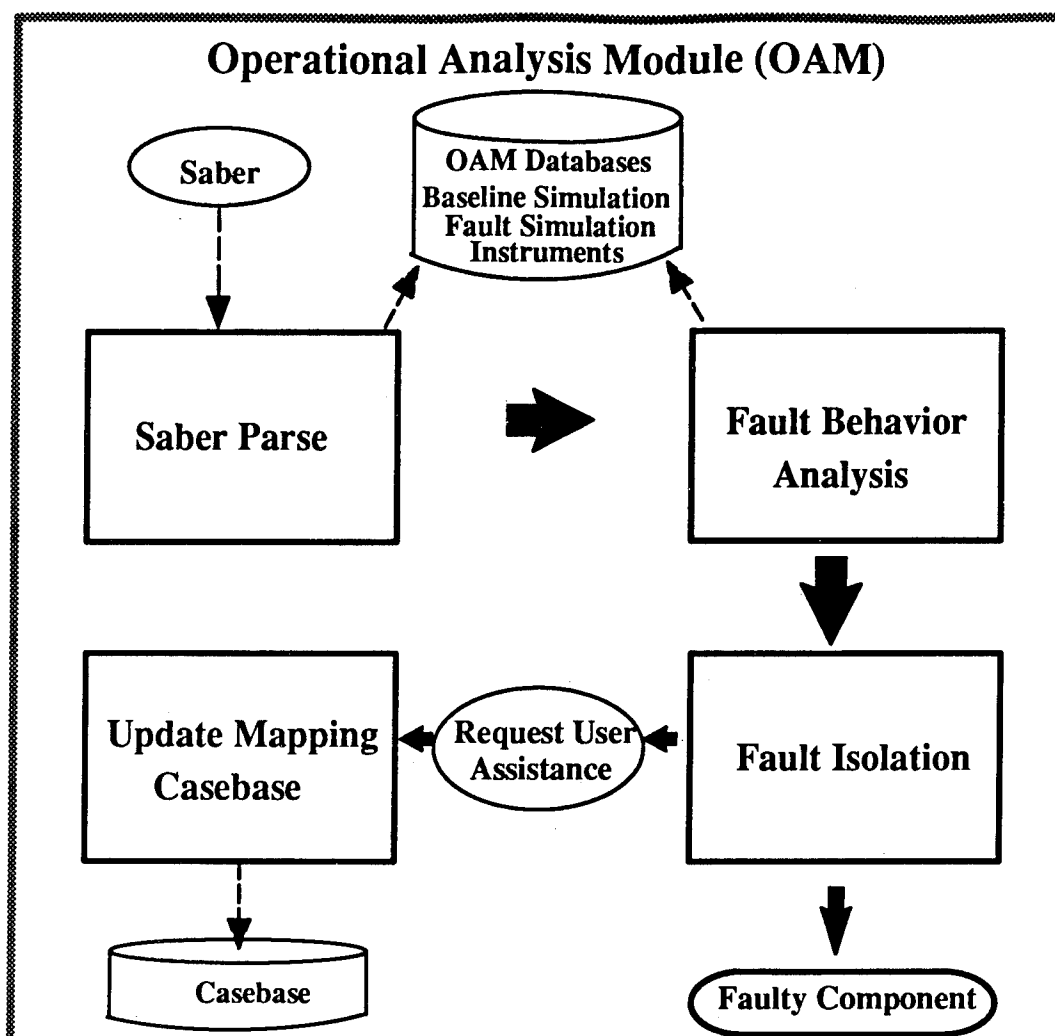 Operational Analysis Module (OAM)
Saber
OAM Databases
Baseline Simulation
Fault Simulation
Instruments
Saber Parse
Fault Behavior
Analysis
Update Mapping
Casebase
Request User
Assistance
Fault Isolation
Casebase
Faulty Component